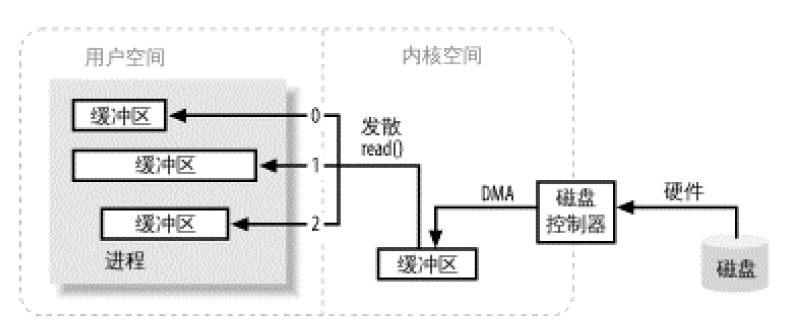 用户空间
内核空间
缓冲区
0
发散
read()
缓冲区
1
DMA
磁盘
控制器
硬件
缓冲区
2
进程
缓冲区
磁盘